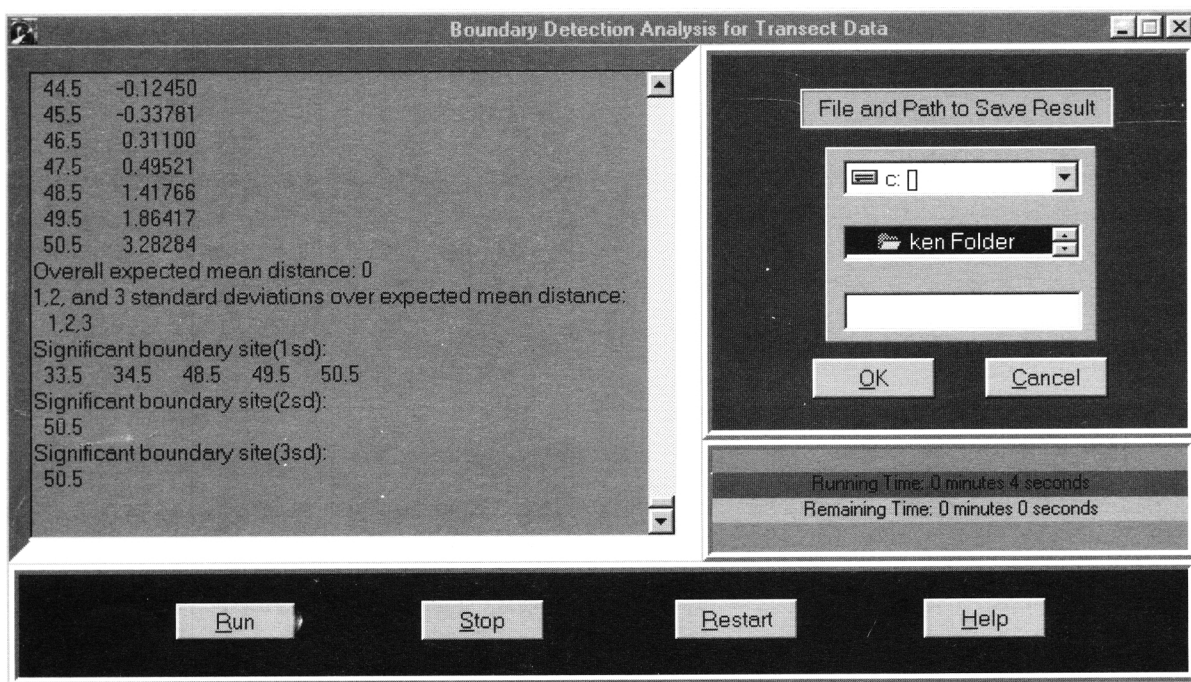 Boundary Detection Analysis for Transect Data
44.5 -0.12450
45.5 -0.33781
46.5 0.31100
47.5 0.49521
48.5 1.41766
49.5 1.86417
50.5 3.28284
Overall expected mean distance: 0
1,2, and 3 standard deviations over expected mean distance:
1,2,3
Significant boundary site(1sd):
33.5 34.5 48.5 49.5 50.5
Significant boundary site(2sd):
50.5
Significant boundary site(3sd):
50.5
File and Path to Save Result
c: []
ken Folder
OK Cancel
Running Time: 0 minutes 4 seconds
Remaining Time: 0 minutes 0 seconds
Run Stop Restart Help